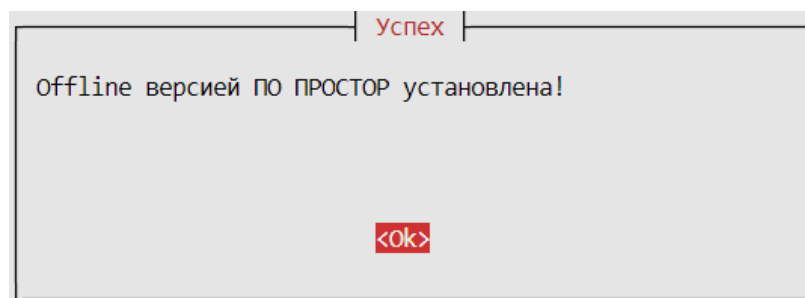 Успех
Offline версией ПО ПРОСТОР установлена!
<Ok>